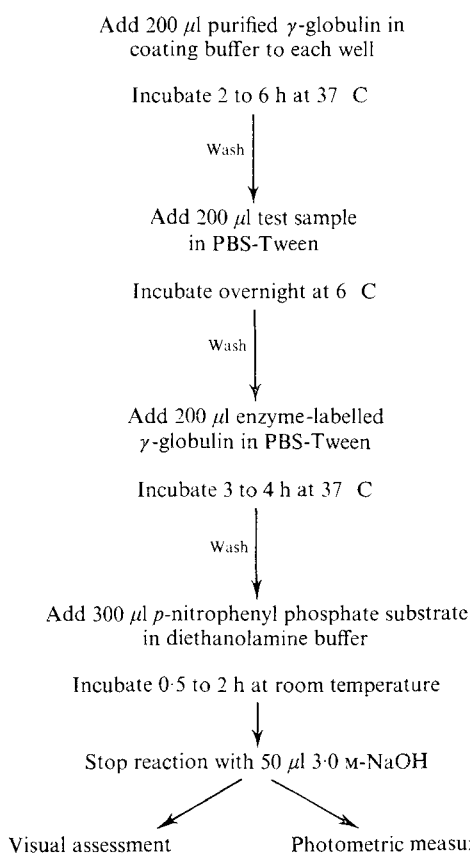 Add 200 μl purified γ-globulin in
coating buffer to each well
Incubate 2 to 6 h at 37 C
Wash
Add 200 μl test sample
in PBS-Tween
Incubate overnight at 6 C
Wash
Add 200 μl enzyme-labelled
γ-globulin in PBS-Tween
Incubate 3 to 4 h at 37 C
Wash
Add 300 μl p-nitrophenyl phosphate substrate
in diethanolamine buffer
Incubate 0·5 to 2 h at room temperature
Stop reaction with 50 μl 3·0 M-NaOH
Visual assessment Photometric measu